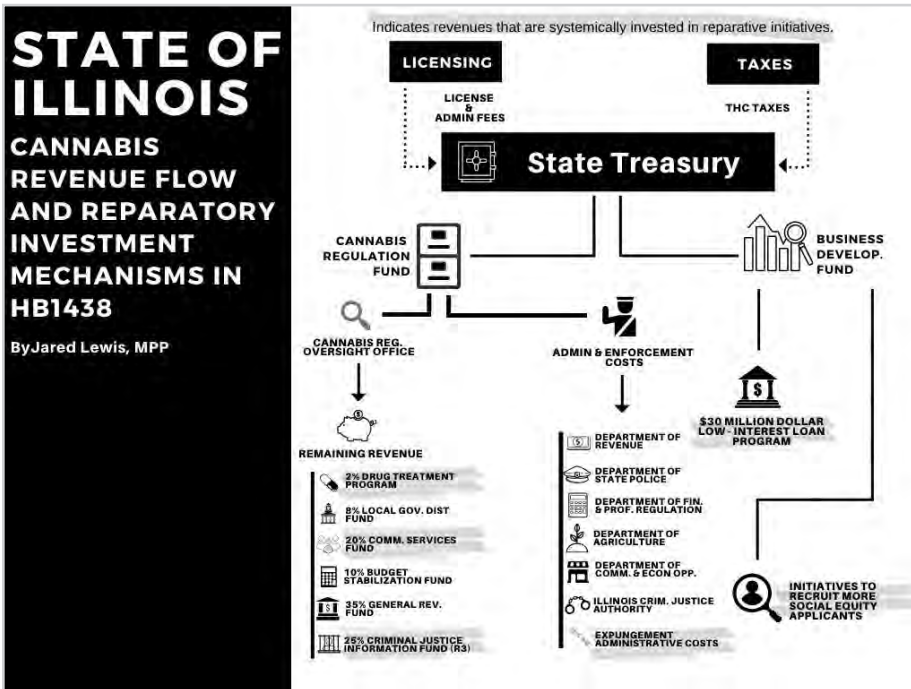 STATE OF
ILLINOIS
CANNABIS
REVENUE FLOW
AND REPARATORY
INVESTMENT
MECHANISMS IN
HB1438
ByJared Lewis, MPP
Indicates revenues that are systemically invested in reparative initiatives.
LICENSING
TAXES
LICENSE
&
ADMIN FEES
THC TAXES
State Treasury
CANNABIS
REGULATION
FUND
BUSINESS
DEVELOP.
FUND
CANNABIS REG.
OVERSIGHT OFFICE
ADMIN & ENFORCEMENT
COSTS
$30 MILLION DOLLAR
LOW - INTEREST LOAN
PROGRAM
REMAINING REVENUE
2% DRUG TREATMENT
PROGRAM
8% LOCAL GOV. DIST
FUND
20% COMM. SERVICES
FUND
10% BUDGET
STABILIZATION FUND
35% GENERAL REV.
FUND
25% CRIMINAL JUSTICE
INFORMATION FUND (R3)
DEPARTMENT OF
REVENUE
DEPARTMENT OF
STATE POLICE
DEPARTMENT OF FIN.
& PROF. REGULATION
DEPARTMENT OF
AGRICULTURE
DEPARTMENT OF
COMM. & ECON OPP.
ILLINOIS CRIM. JUSTICE
AUTHORITY
EXPUNGEMENT
ADMINISTRATIVE COSTS
INITIATIVES TO
RECRUIT MORE
SOCIAL EQUITY
APPLICANTS